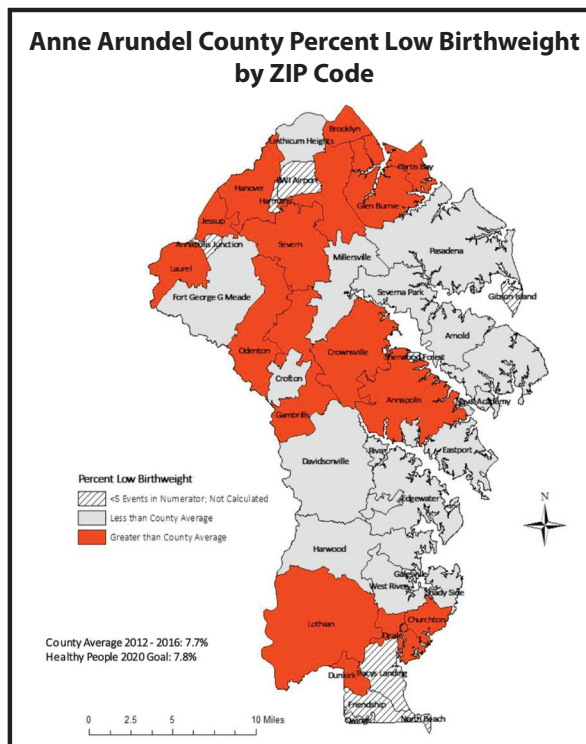 Anne Arundel County Percent Low Birthweight
by ZIP Code
Brooklyn
Linthicum Heights
Curtis Bay
BWI Airport
Hanover
Harmans
Glen Burnie
Jessup
Annapolis Junction
Severn
Millersville
Pasadena
Laurel
Severna Park
Gibson Island
Fort George G Meade
Arnold
Odenton
Crownsville
Sherwood Forest
Crofton
Annapolis
Naval Academy
Gambrills
Riva
Eastport
Davidsonville
Percent Low Birthweight
<5 Events in Numerator; Not Calculated
Less than County Average
Greater than County Average
Edgewater
N
Harwood
Galesville
West River
Shady Side
Lothian
Churchton
Deale
County Average 2012 - 2016: 7.7%
Healthy People 2020 Goal: 7.8%
Dunkirk
Tracys Landing
Friendship
Owings
North Beach
0 2.5 5 10 Miles